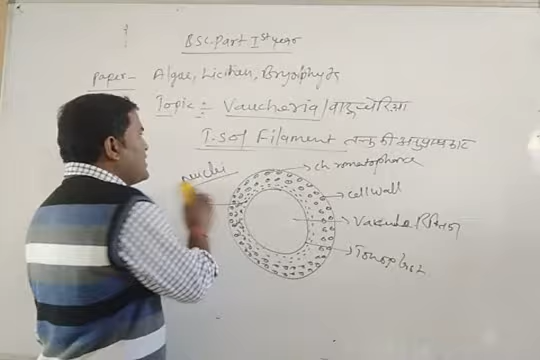 B.Sc. Part Ist year
Paper - Algae, Lichen, Bryophyte
Topic :- Vaucheria / वाउचेरिया
T.S of Filament तन्तु की अनुप्रस्थ काट
nuclei
chromatophore
cell wall
Vacuole
Tonoplast